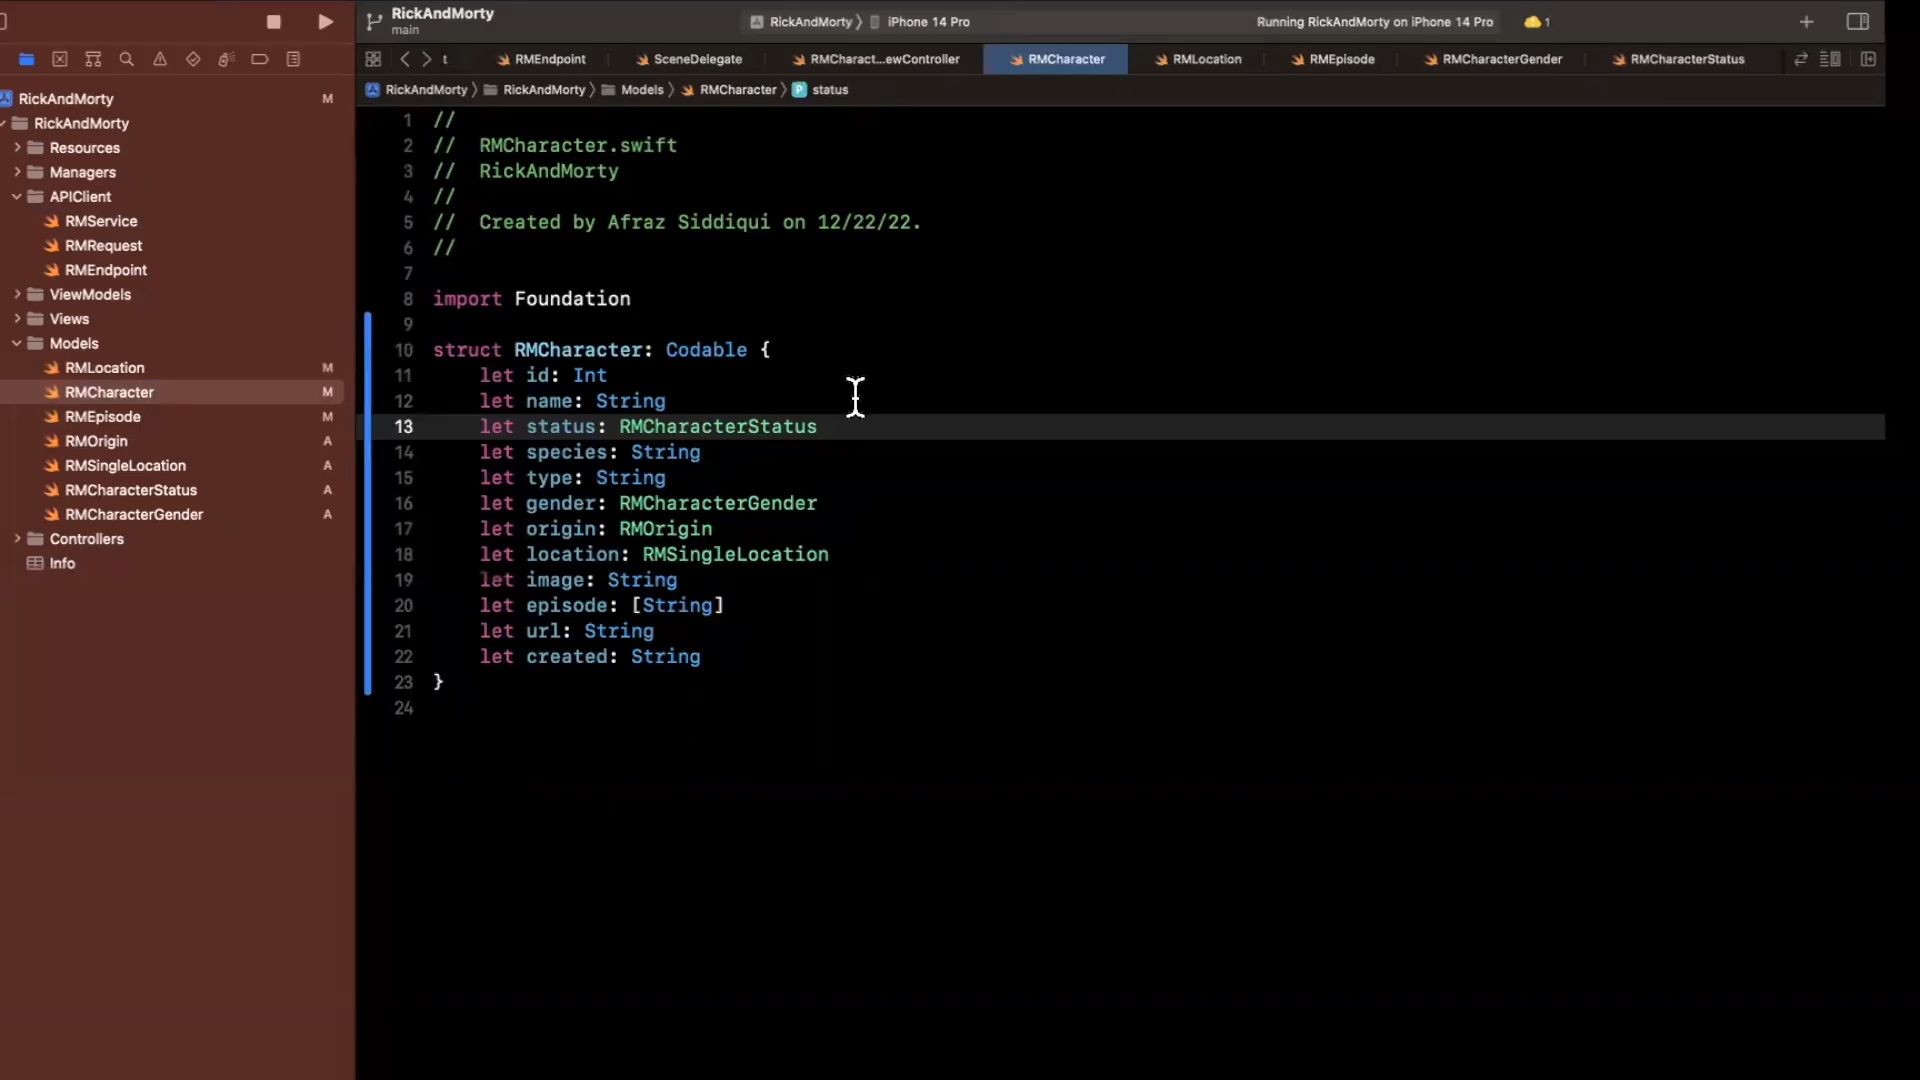 RickAndMorty
main
RickAndMorty
iPhone 14 Pro
Running RickAndMorty on iPhone 14 Pro
1
t
RMEndpoint
SceneDelegate
RMCharact...ewController
RMCharacter
RMLocation
RMEpisode
RMCharacterGender
RMCharacterStatus
RickAndMorty
RickAndMorty
Models
RMCharacter
P
status
RickAndMorty M
RickAndMorty
Resources
Managers
APIClient
RMService
RMRequest
RMEndpoint
ViewModels
Views
Models
RMLocation M
RMCharacter M
RMEpisode M
RMOrigin A
RMSingleLocation A
RMCharacterStatus A
RMCharacterGender A
Controllers
Info
1 //
2 // RMCharacter.swift
3 // RickAndMorty
4 //
5 // Created by Afraz Siddiqui on 12/22/22.
6 //
7
8 import Foundation
9
10 struct RMCharacter: Codable {
11 let id: Int
12 let name: String
13 let status: RMCharacterStatus
14 let species: String
15 let type: String
16 let gender: RMCharacterGender
17 let origin: RMOrigin
18 let location: RMSingleLocation
19 let image: String
20 let episode: [String]
21 let url: String
22 let created: String
23 }
24